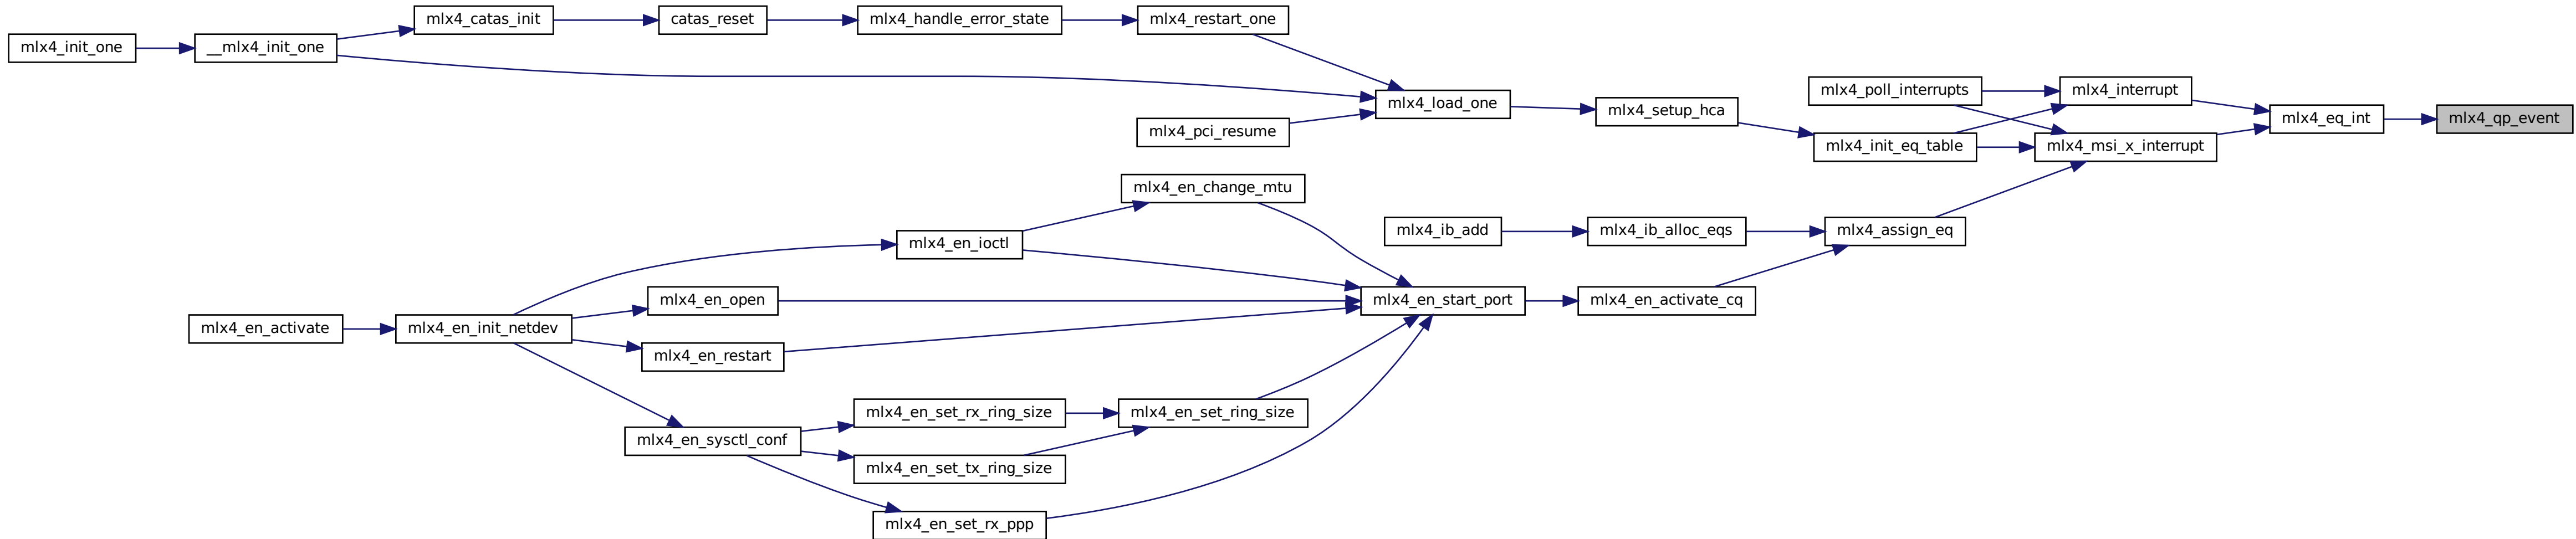 mlx4_catas_init
catas_reset
mlx4_handle_error_state
mlx4_restart_one
mlx4_init_one
__mlx4_init_one
mlx4_poll_interrupts
mlx4_interrupt
mlx4_load_one
mlx4_setup_hca
mlx4_eq_int
mlx4_qp_event
mlx4_pci_resume
mlx4_init_eq_table
mlx4_msi_x_interrupt
mlx4_en_change_mtu
mlx4_en_ioctl
mlx4_ib_add
mlx4_ib_alloc_eqs
mlx4_assign_eq
mlx4_en_open
mlx4_en_start_port
mlx4_en_activate_cq
mlx4_en_activate
mlx4_en_init_netdev
mlx4_en_restart
mlx4_en_set_rx_ring_size
mlx4_en_set_ring_size
mlx4_en_sysctl_conf
mlx4_en_set_tx_ring_size
mlx4_en_set_rx_ppp